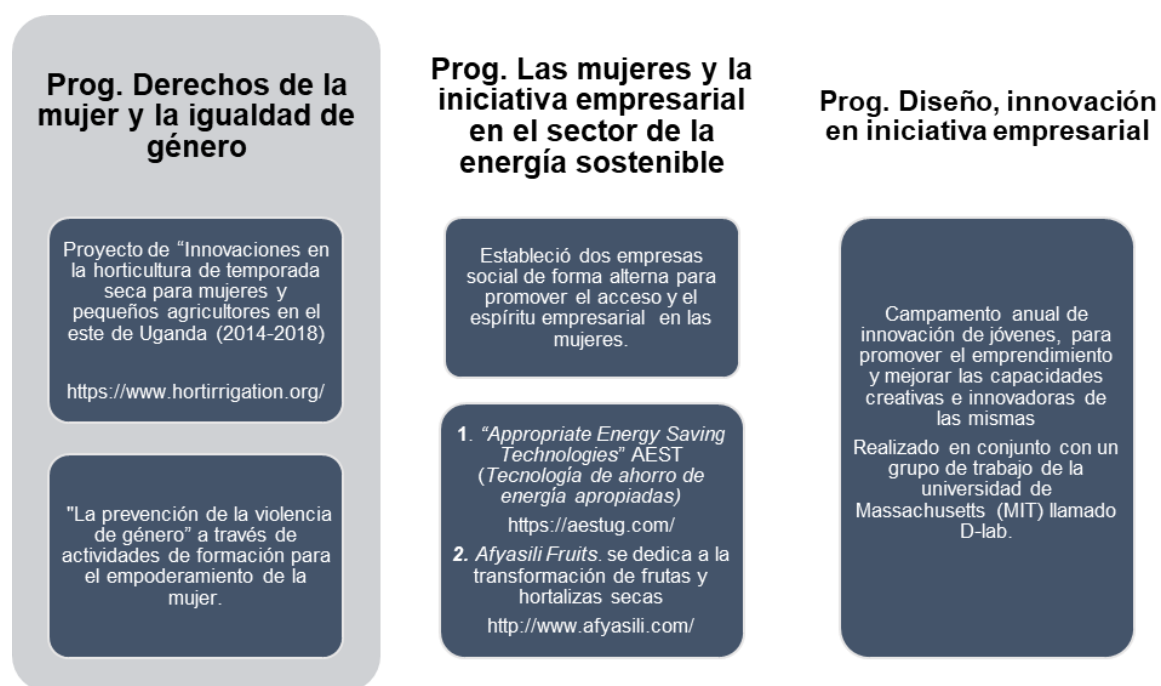 Prog. Derechos de la
mujer y la igualdad de
género
Proyecto de “Innovaciones en
la horticultura de temporada
seca para mujeres y
pequeños agricultores en el
este de Uganda (2014-2018)
https://www.hortirrigation.org/
"La prevención de la violencia
de género” a través de
actividades de formación para
el empoderamiento de la
mujer.
Prog. Las mujeres y la
iniciativa empresarial
en el sector de la
energía sostenible
Estableció dos empresas
social de forma alterna para
promover el acceso y el
espíritu empresarial en las
mujeres.
1. “Appropriate Energy Saving
Technologies” AEST
(Tecnología de ahorro de
energía apropiadas)
https://aestug.com/
2. Afyasili Fruits. se dedica a la
transformación de frutas y
hortalizas secas
http://www.afyasili.com/
Prog. Diseño, innovación
en iniciativa empresarial
Campamento anual de
innovación de jóvenes, para
promover el emprendimiento
y mejorar las capacidades
creativas e innovadoras de
las mismas
Realizado en conjunto con un
grupo de trabajo de la
universidad de
Massachusetts (MIT) llamado
D-lab.